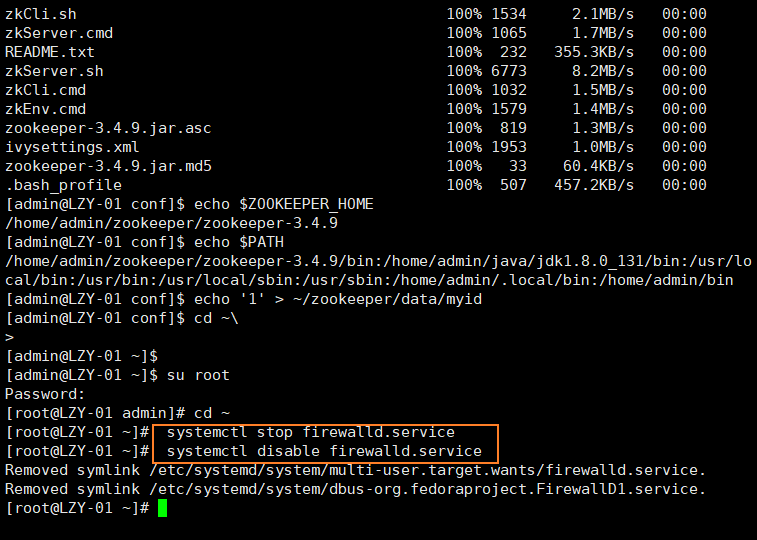 zkCli.sh 100% 1534 2.1MB/s 00:00
zkServer.cmd 100% 1065 1.7MB/s 00:00
README.txt 100% 232 355.3KB/s 00:00
zkServer.sh 100% 6773 8.2MB/s 00:00
zkCli.cmd 100% 1032 1.5MB/s 00:00
zkEnv.cmd 100% 1579 1.4MB/s 00:00
zookeeper-3.4.9.jar.asc 100% 819 1.3MB/s 00:00
ivysettings.xml 100% 1953 1.0MB/s 00:00
zookeeper-3.4.9.jar.md5 100% 33 60.4KB/s 00:00
.bash_profile 100% 507 457.2KB/s 00:00
[admin@LZY-01 conf]$ echo $ZOOKEEPER_HOME
/home/admin/zookeeper/zookeeper-3.4.9
[admin@LZY-01 conf]$ echo $PATH
/home/admin/zookeeper/zookeeper-3.4.9/bin:/home/admin/java/jdk1.8.0_131/bin:/usr/lo
cal/bin:/usr/bin:/usr/local/sbin:/usr/sbin:/home/admin/.local/bin:/home/admin/bin
[admin@LZY-01 conf]$ echo '1' > ~/zookeeper/data/myid
[admin@LZY-01 conf]$ cd ~\
>
[admin@LZY-01 ~]$
[admin@LZY-01 ~]$ su root
Password:
[root@LZY-01 admin]# cd ~
[root@LZY-01 ~]# systemctl stop firewalld.service
[root@LZY-01 ~]# systemctl disable firewalld.service
Removed symlink /etc/systemd/system/multi-user.target.wants/firewalld.service.
Removed symlink /etc/systemd/system/dbus-org.fedoraproject.FirewallD1.service.
[root@LZY-01 ~]#